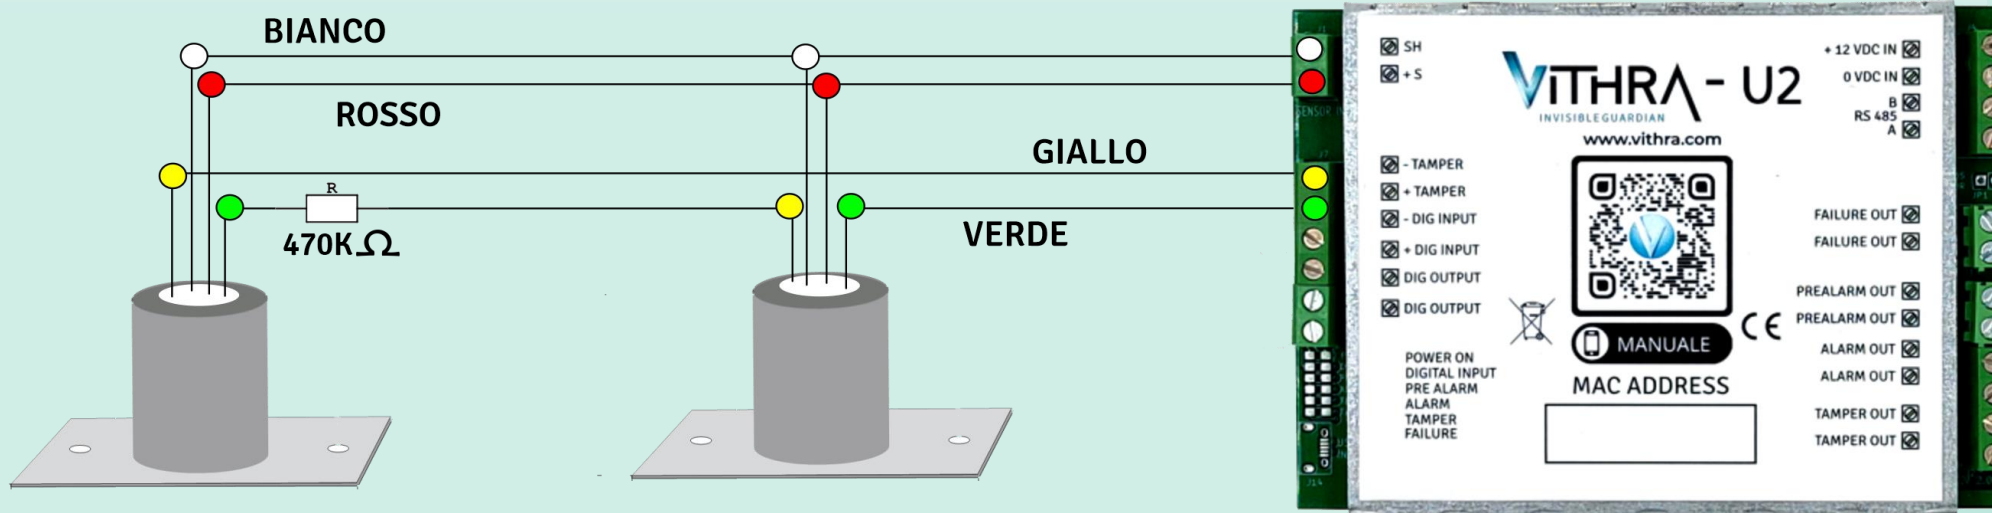 BIANCO
ROSSO
GIALLO
R
470K Ω
VERDE
SENSOR
J14
SH
+ S
- TAMPER
+ TAMPER
- DIG INPUT
+ DIG INPUT
DIG OUTPUT
DIG OUTPUT
POWER ON
DIGITAL INPUT
PRE ALARM
ALARM
TAMPER
FAILURE
VITHRA - U2
INVISIBLEGUARDIAN
www.vithra.com
MANUALE
CE
MAC ADDRESS
+ 12 VDC IN
0 VDC IN
B
RS 485
A
FAILURE OUT
FAILURE OUT
PREALARM OUT
PREALARM OUT
ALARM OUT
ALARM OUT
TAMPER OUT
TAMPER OUT